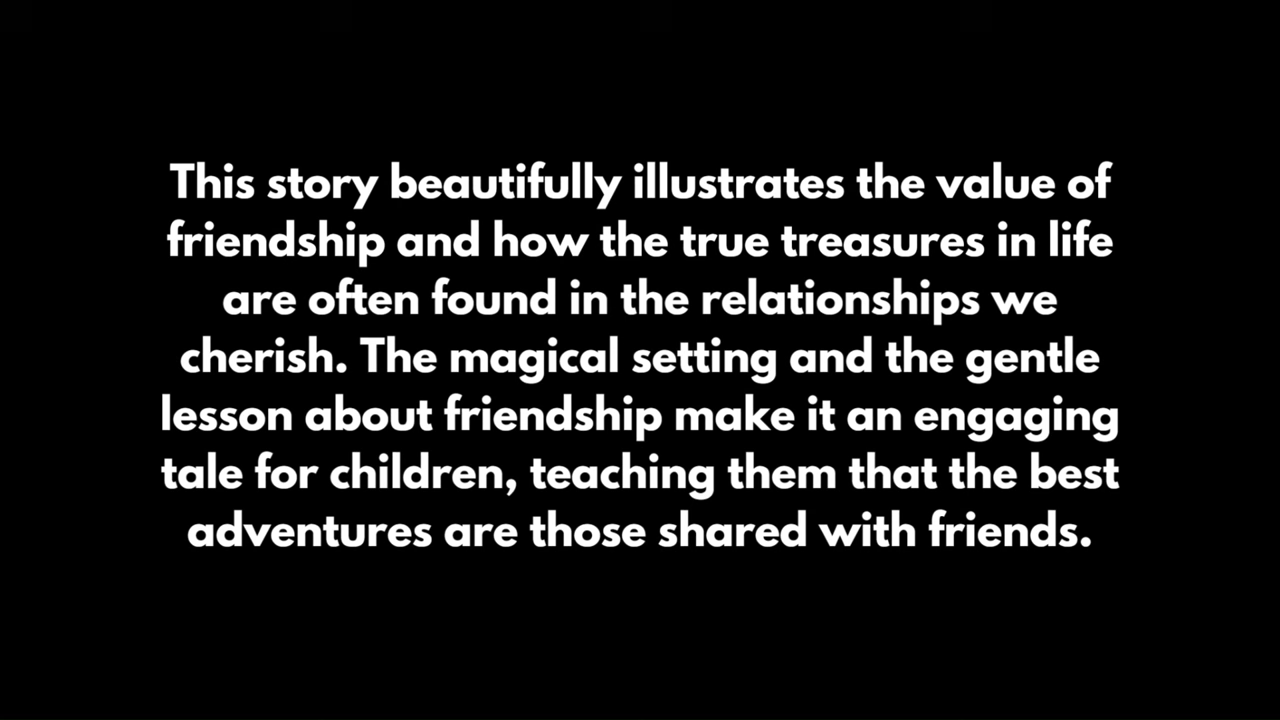 This story beautifully illustrates the value of
friendship and how the true treasures in life
are often found in the relationships we
cherish. The magical setting and the gentle
lesson about friendship make it an engaging
tale for children, teaching them that the best
adventures are those shared with friends.